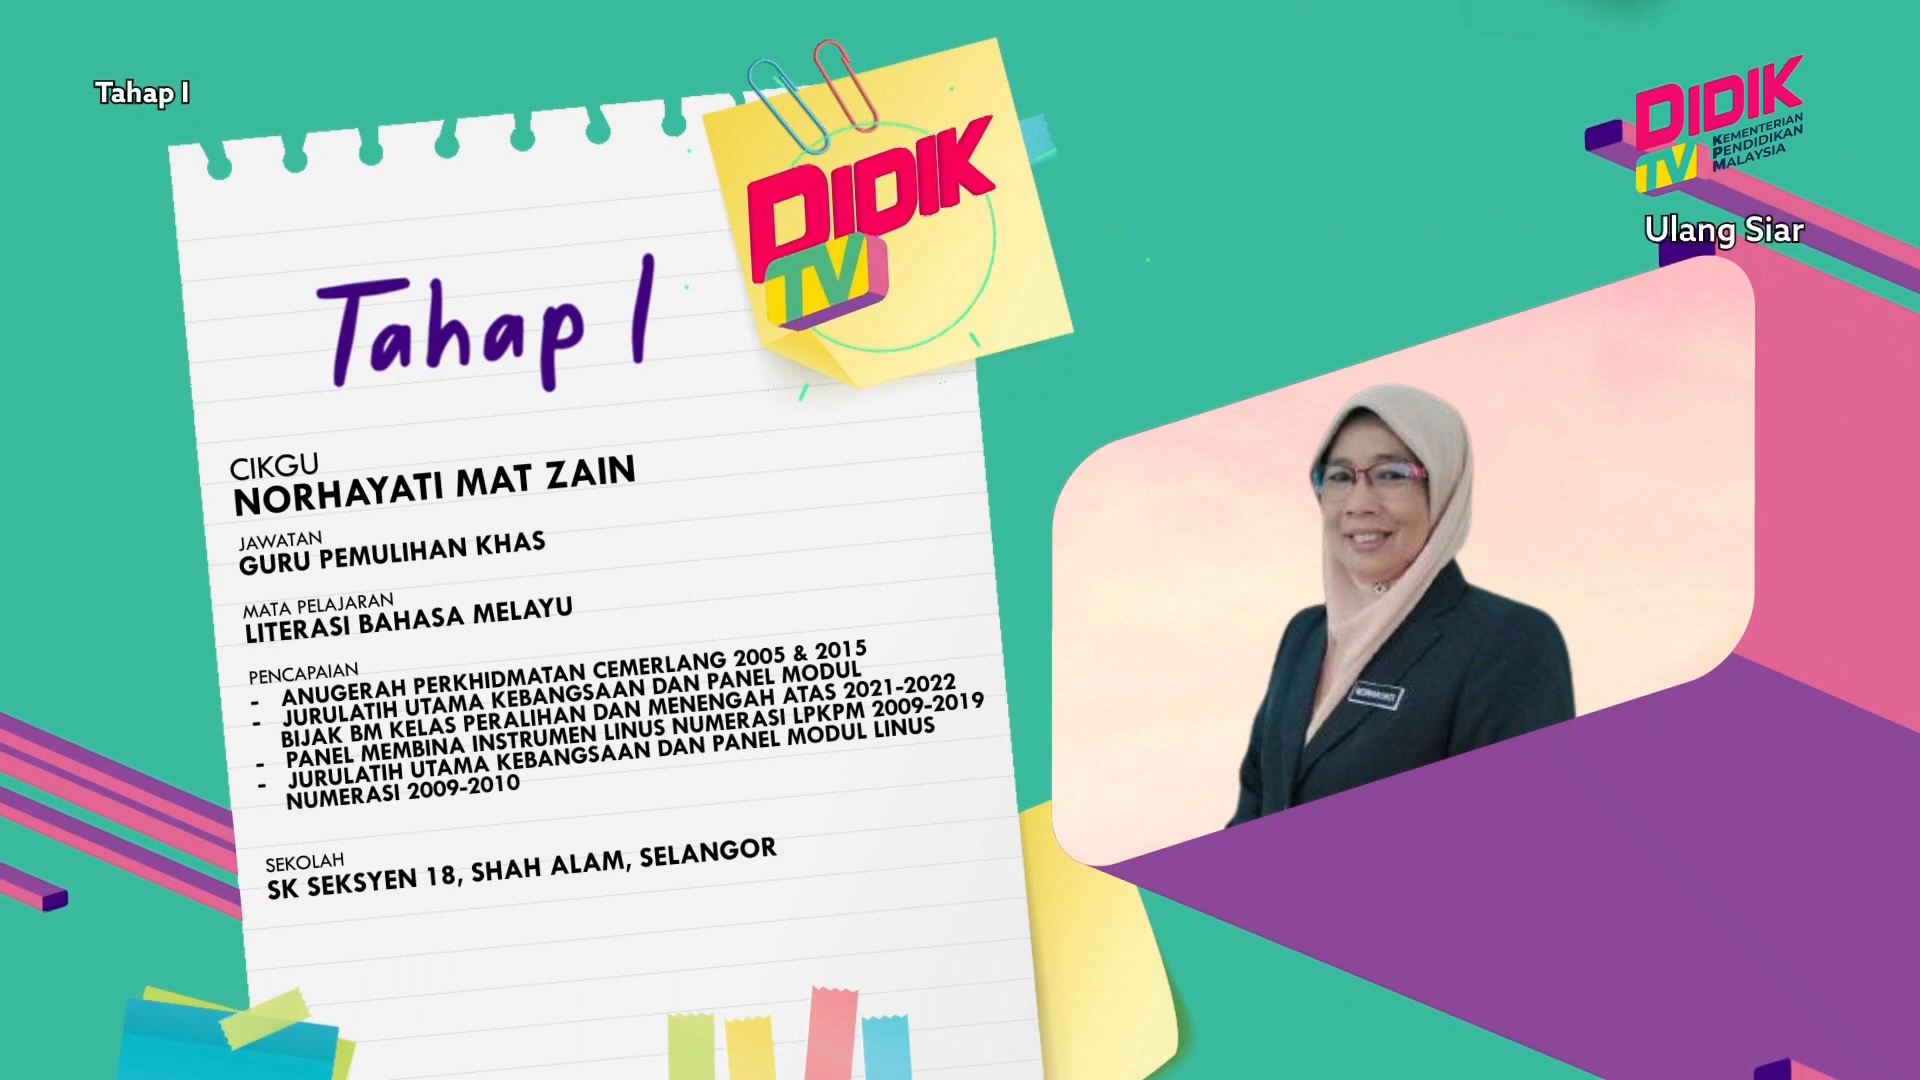 Tahap I
DIDIK
TV
KEMENTERIAN
PENDIDIKAN
MALAYSIA
Ulang Siar
DIDIK
TV
Tahap 1
CIKGU
NORHAYATI MAT ZAIN
JAWATAN
GURU PEMULIHAN KHAS
MATA PELAJARAN
LITERASI BAHASA MELAYU
PENCAPAIAN
- ANUGERAH PERKHIDMATAN CEMERLANG 2005 & 2015
- JURULATIH UTAMA KEBANGSAAN DAN PANEL MODUL
BIJAK BM KELAS PERALIHAN DAN MENENGAH ATAS 2021-2022
- PANEL MEMBINA INSTRUMEN LINUS NUMERASI LPKPM 2009-2019
- JURULATIH UTAMA KEBANGSAAN DAN PANEL MODUL LINUS
NUMERASI 2009-2010
SEKOLAH
SK SEKSYEN 18, SHAH ALAM, SELANGOR